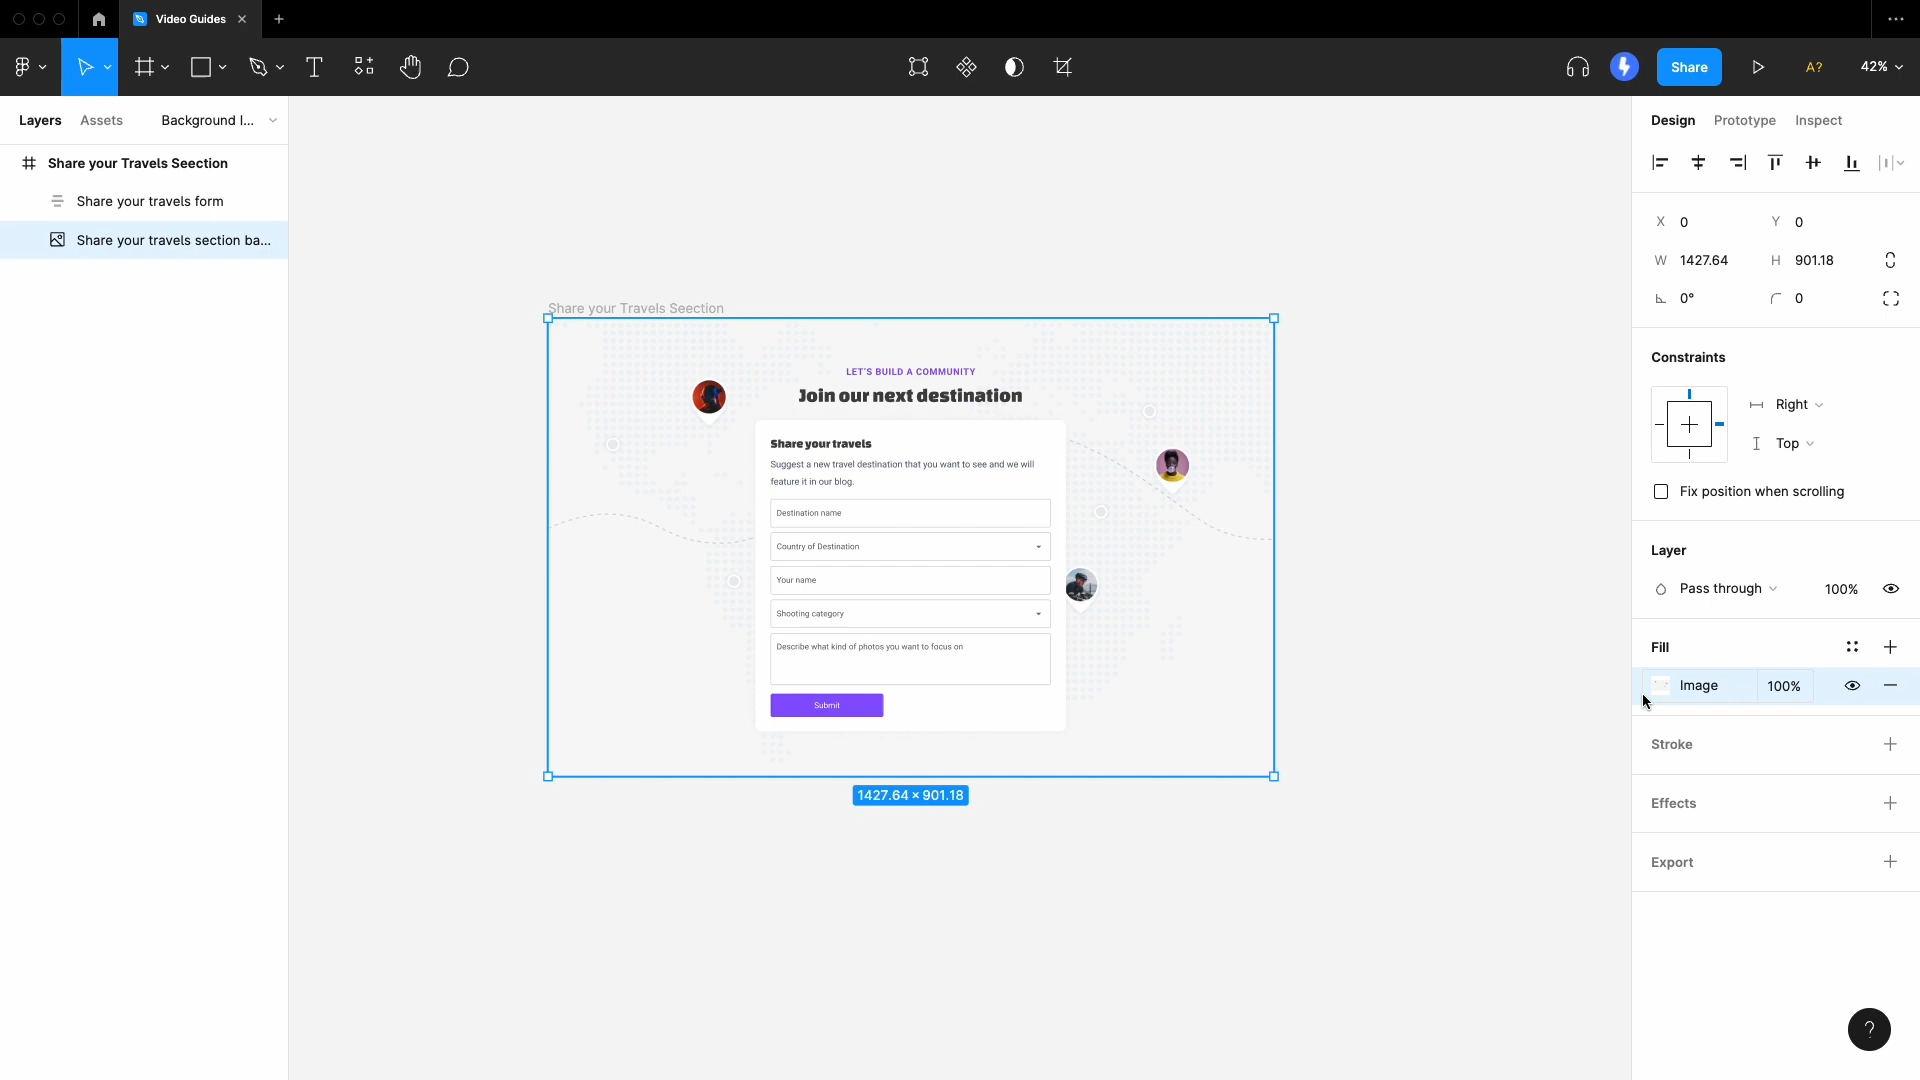 Video Guides
Share
A?
42%
Layers Assets Background I...
Share your Travels Seection
Share your travels form
Share your travels section ba...
Share your Travels Seection
LET'S BUILD A COMMUNITY
Join our next destination
Share your travels
Suggest a new travel destination that you want to see and we will
feature it in our blog.
Destination name
Country of Destination
Your name
Shooting category
Describe what kind of photos you want to focus on
Submit
1427.64 × 901.18
Design Prototype Inspect
X 0 Y 0
W 1427.64 H 901.18
0° 0
Constraints
Right
Top
Fix position when scrolling
Layer
Pass through 100%
Fill
Image 100%
Stroke
Effects
Export
?